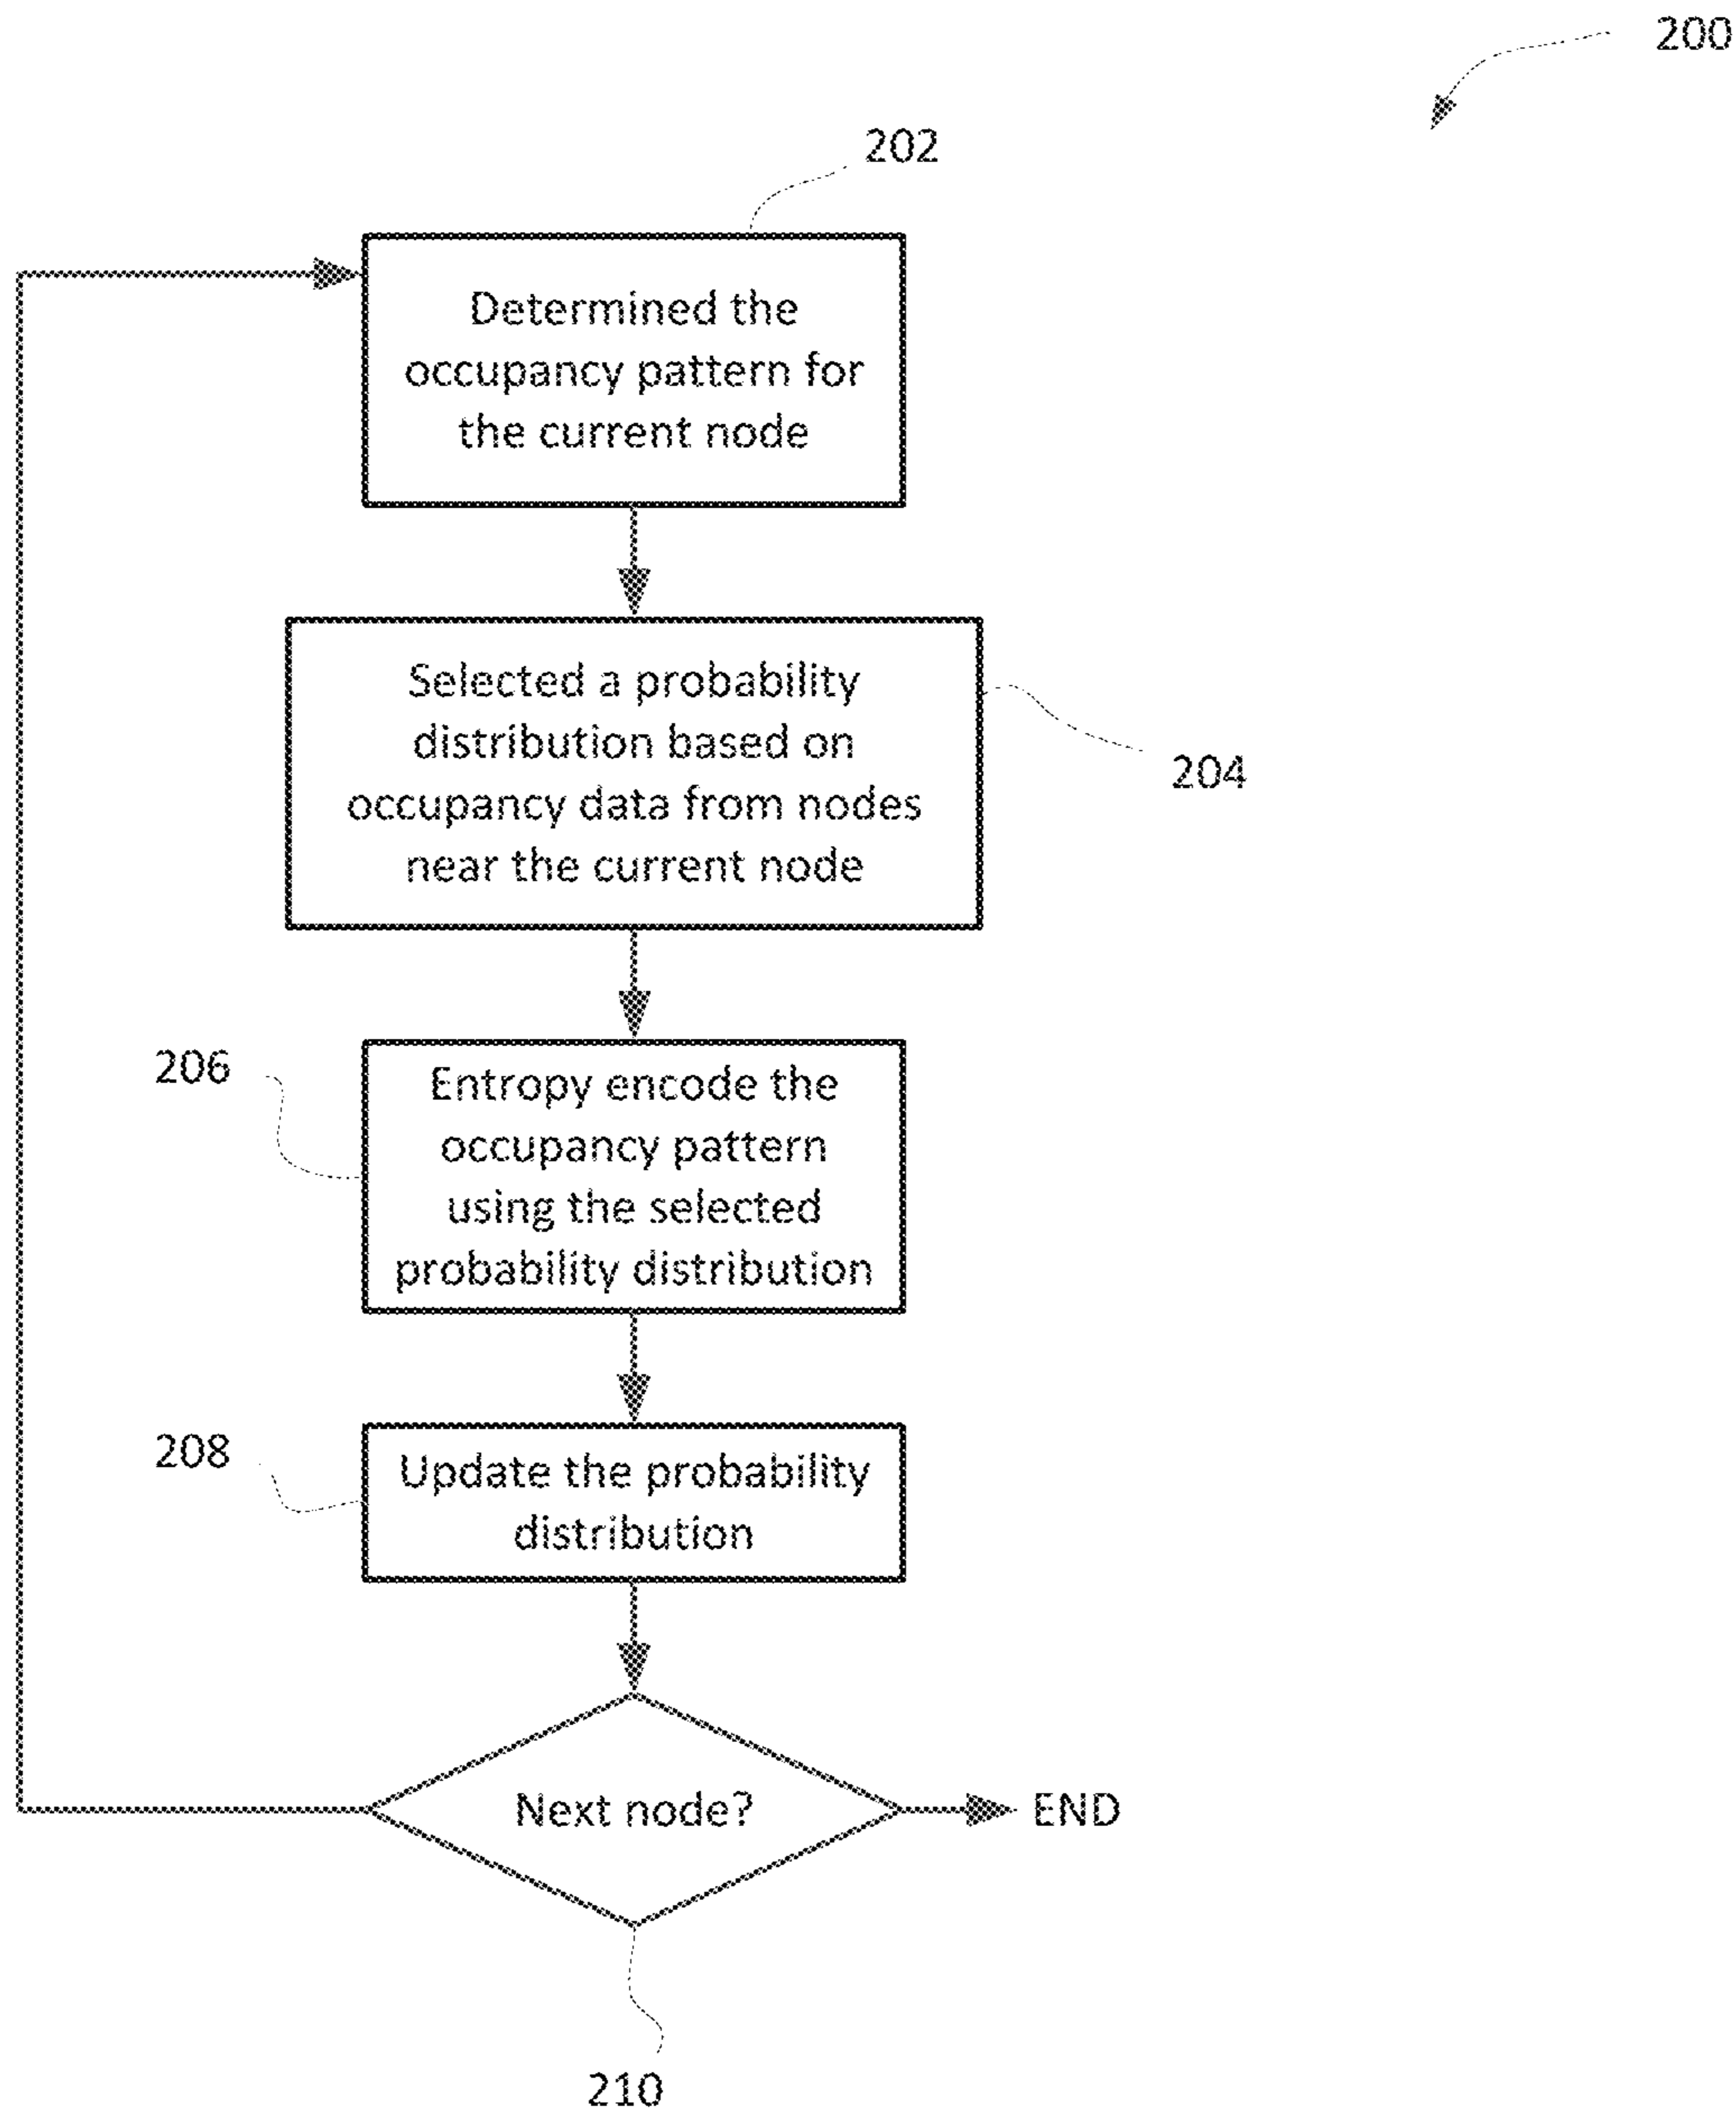 200
202
Determined the
occupancy pattern for
the current node
Selected a probability
distribution based on
occupancy data from nodes
near the current node
204
206
Entropy encode the
occupancy pattern
using the selected
probability distribution
208
Update the probability
distribution
Next node?
END
210